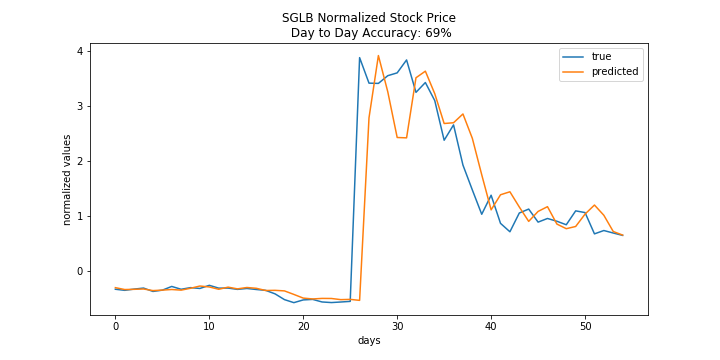 SGLB Normalized Stock Price
Day to Day Accuracy: 69%
true
predicted
normalized values
4
3
2
1
0
0
10
20
30
40
50
days